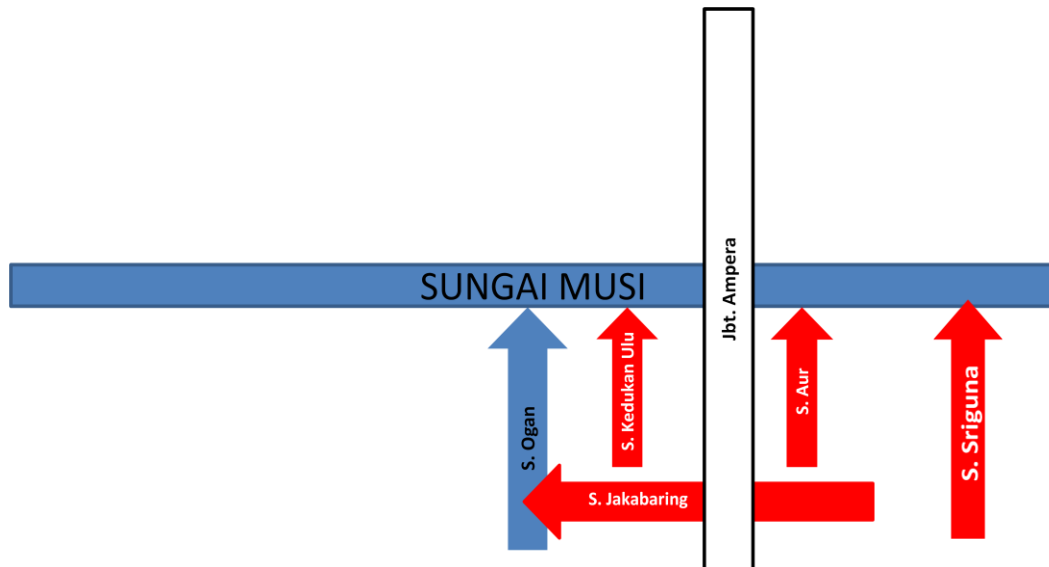 SUNGAI MUSI
Jbt. Ampera
S. Ogan
S. Kedukan Ulu
S. Aur
S. Sriguna
S. Jakabaring